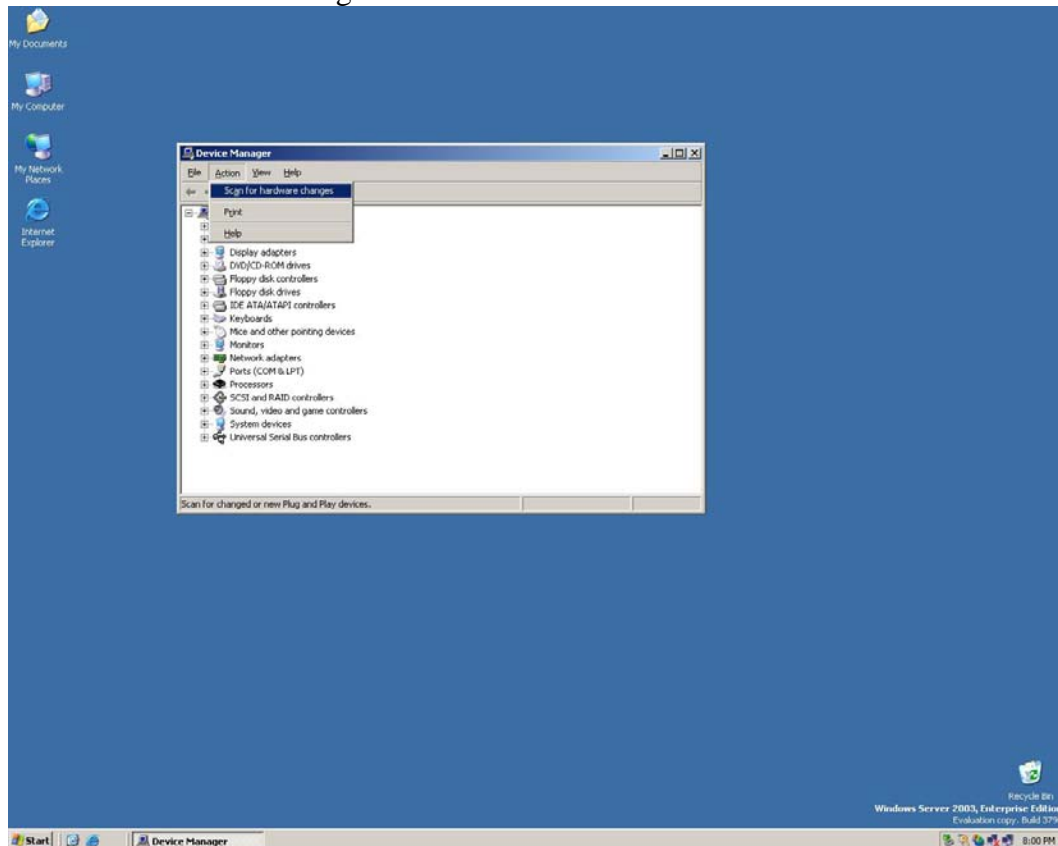 My Documents
My Computer
My Network
Places
Internet
Explorer
Device Manager
File Action View Help
Scan for hardware changes
Print
Help
Display adapters
DVD/CD-ROM drives
Floppy disk controllers
Floppy disk drives
IDE ATA/ATAPI controllers
Keyboards
Mice and other pointing devices
Monitors
Network adapters
Ports (COM & LPT)
Processors
SCSI and RAID controllers
Sound, video and game controllers
System devices
Universal Serial Bus controllers
Scan for changed or new Plug and Play devices.
Recycle Bin
Windows Server 2003, Enterprise Editio
Evaluation copy. Build 379
Start Device Manager 8:00 PM